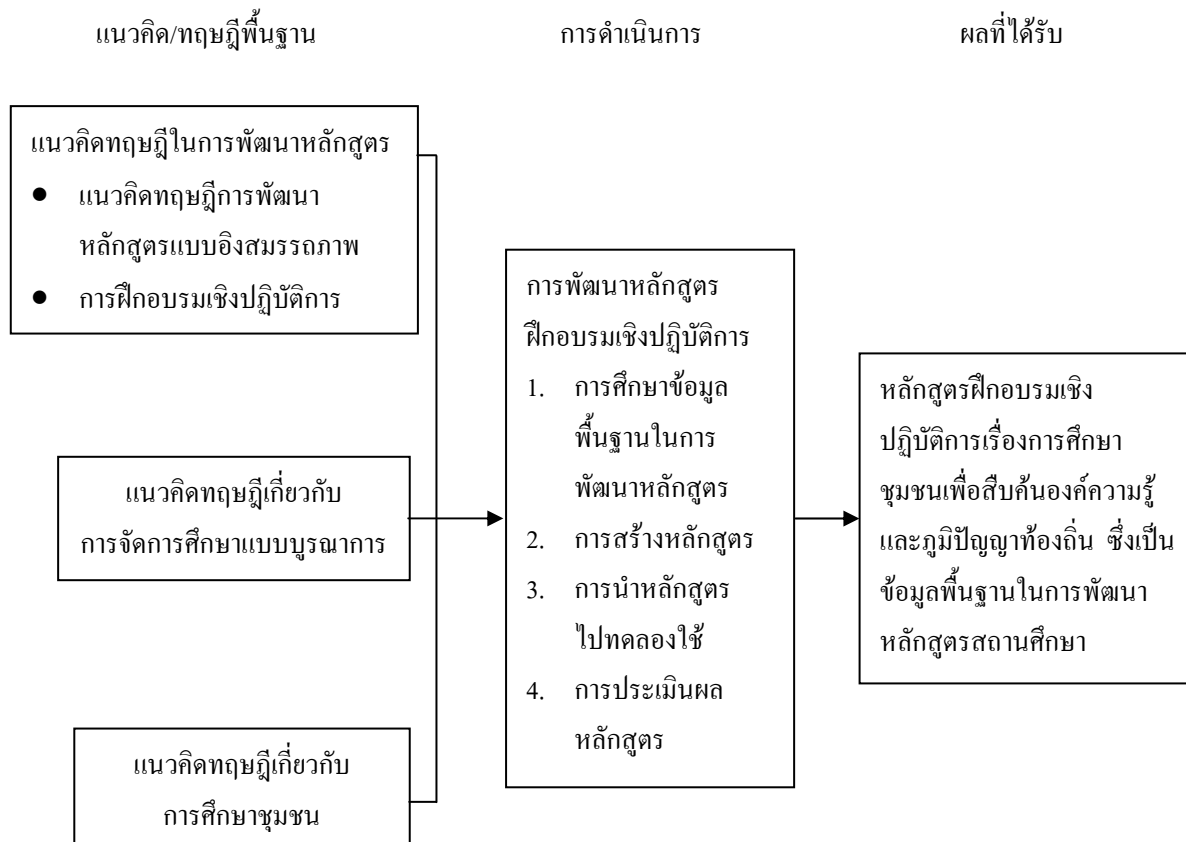 แนวคิด/ทฤษฎีพื้นฐาน
การดำเนินการ
ผลที่ได้รับ
แนวคิดทฤษฎีในการพัฒนาหลักสูตร
● แนวคิดทฤษฎีการพัฒนา
หลักสูตรแบบอิงสมรรถภาพ
● การฝึกอบรมเชิงปฏิบัติการ
แนวคิดทฤษฎีเกี่ยวกับ
การจัดการศึกษาแบบบูรณาการ
แนวคิดทฤษฎีเกี่ยวกับ
การศึกษาชุมชน
การพัฒนาหลักสูตร
ฝึกอบรมเชิงปฏิบัติการ
1. การศึกษาข้อมูล
พื้นฐานในการ
พัฒนาหลักสูตร
2. การสร้างหลักสูตร
3. การนำหลักสูตร
ไปทดลองใช้
4. การประเมินผล
หลักสูตร
หลักสูตรฝึกอบรมเชิง
ปฏิบัติการเรื่องการศึกษา
ชุมชนเพื่อสืบค้นองค์ความรู้
และภูมิปัญญาท้องถิ่น ซึ่งเป็น
ข้อมูลพื้นฐานในการพัฒนา
หลักสูตรสถานศึกษา